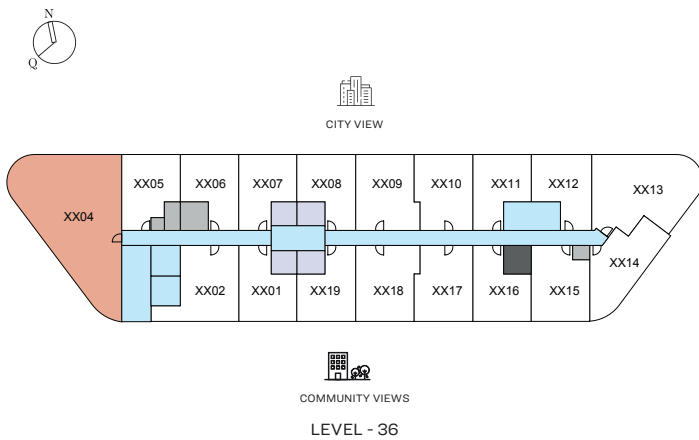 N
Q
CITY VIEW
XX05 XX06 XX07 XX08 XX09 XX10 XX11 XX12
XX13
XX04
XX14
XX02 XX01 XX19 XX18 XX17 XX16 XX15
COMMUNITY VIEWS
LEVEL - 36